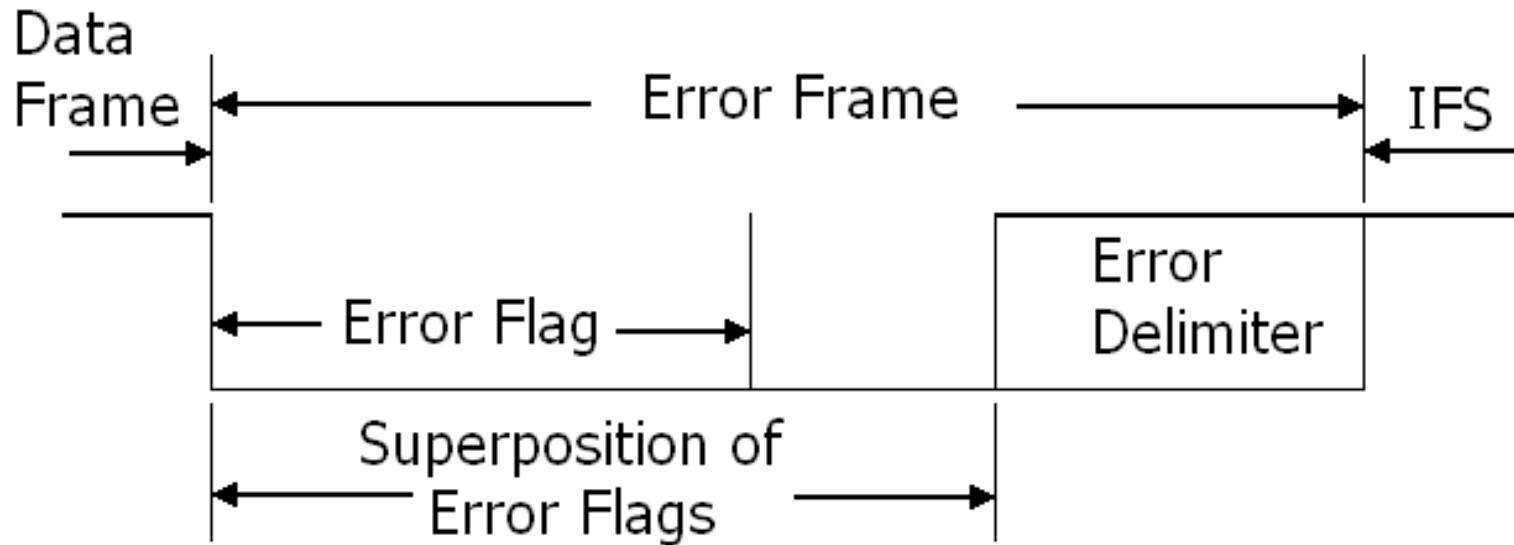 Data
Frame
Error Frame
IFS
Error Flag
Error
Delimiter
Superposition of
Error Flags